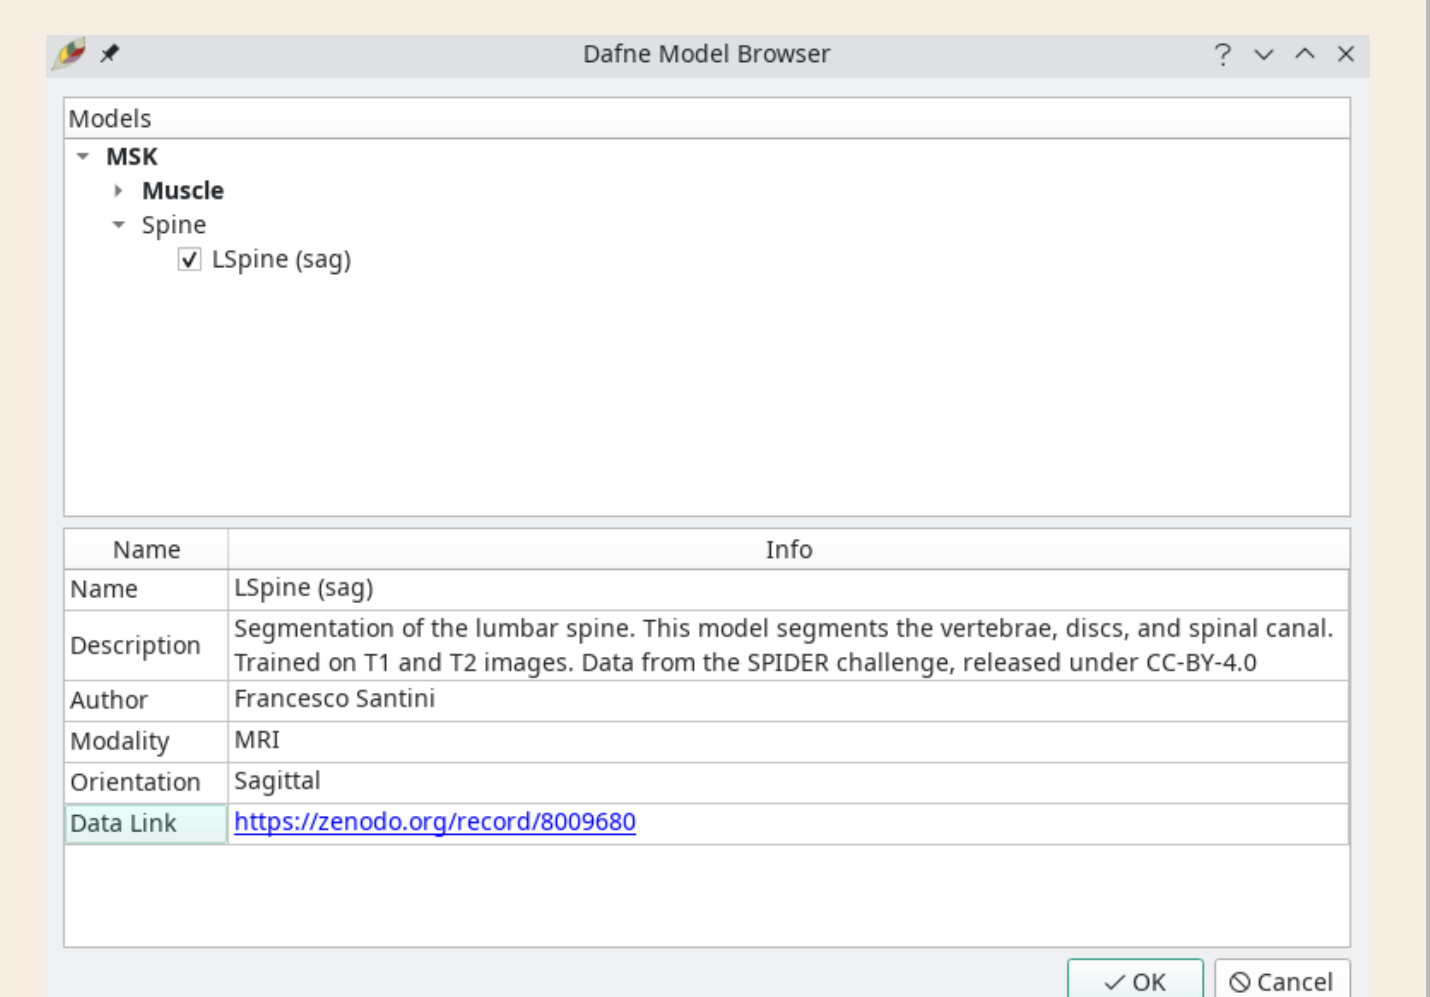 Dafne Model Browser
Models
MSK
Muscle
Spine
LSpine (sag)
Name Info
Name LSpine (sag)
Description Segmentation of the lumbar spine. This model segments the vertebrae, discs, and spinal canal.
Trained on T1 and T2 images. Data from the SPIDER challenge, released under CC-BY-4.0
Author Francesco Santini
Modality MRI
Orientation Sagittal
Data Link https://zenodo.org/record/8009680
OK Cancel